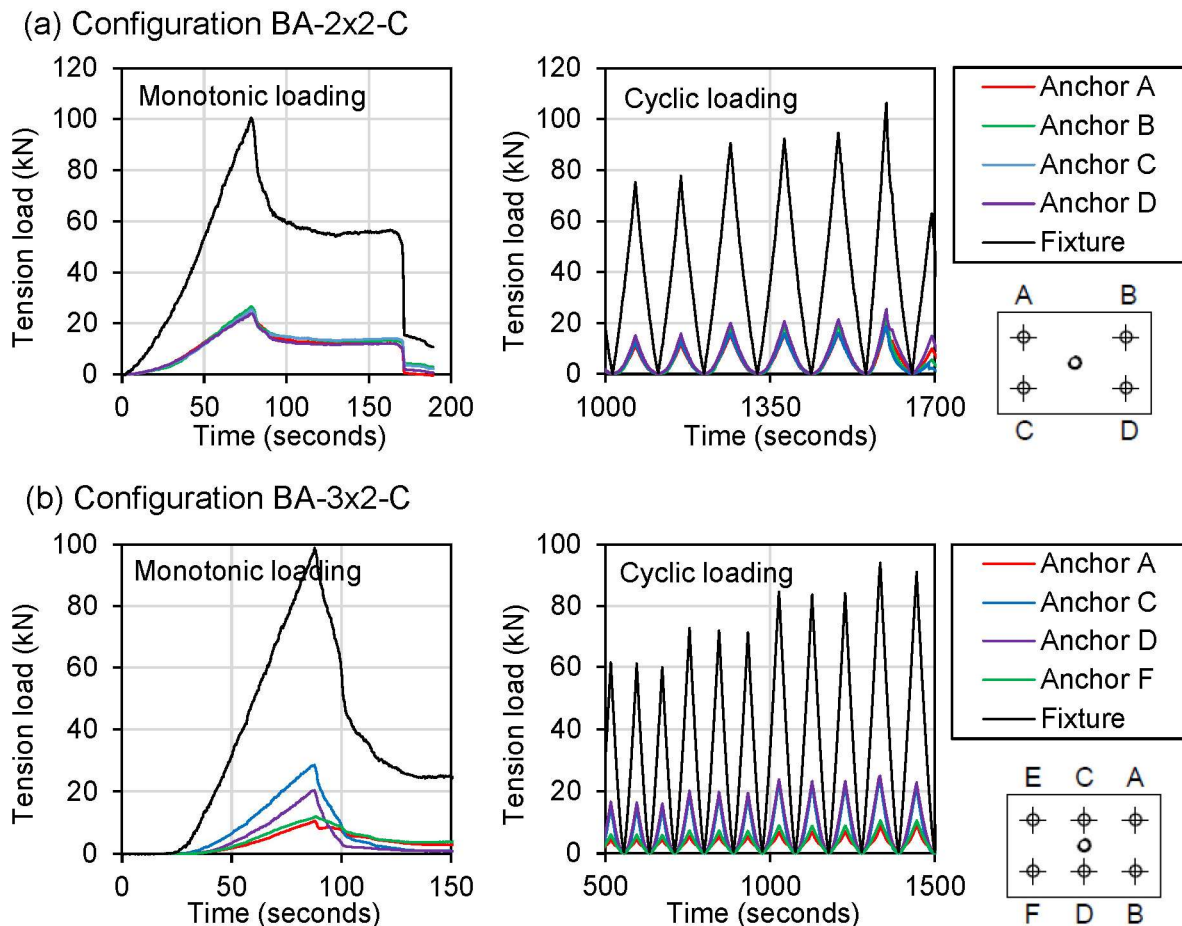 (a) Configuration BA-2x2-C
Tension load (kN)
120
100
80
60
40
20
0
Monotonic loading
0 50 100 150 200
Time (seconds)
Tension load (kN)
120
100
80
60
40
20
0
Cyclic loading
1000 1350 1700
Time (seconds)
Anchor A
Anchor B
Anchor C
Anchor D
Fixture
A B
C D
(b) Configuration BA-3x2-C
Tension load (kN)
100
80
60
40
20
0
Monotonic loading
0 50 100 150
Time (seconds)
Tension load (kN)
100
80
60
40
20
0
Cyclic loading
500 1000 1500
Time (seconds)
Anchor A
Anchor C
Anchor D
Anchor F
Fixture
E C A
F D B